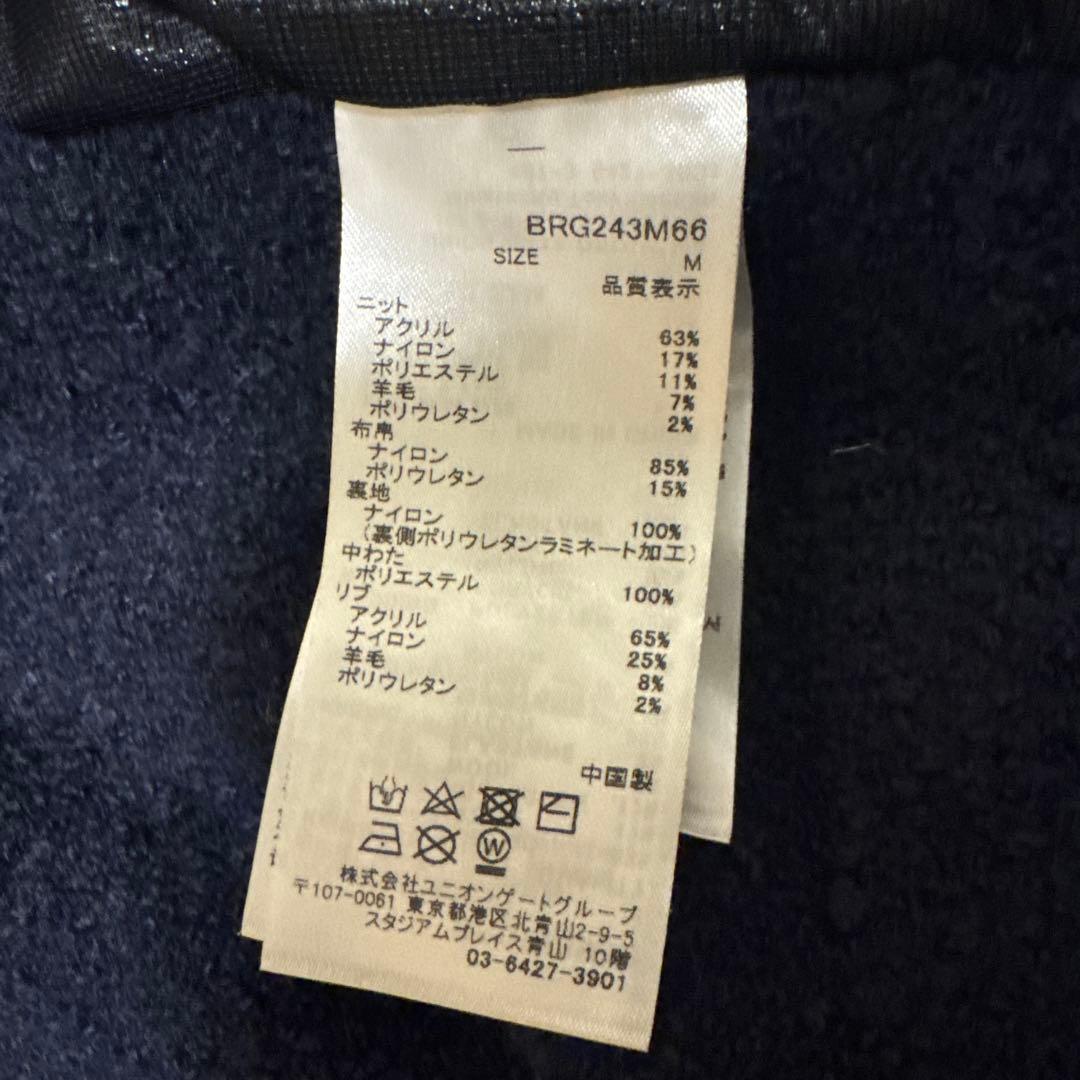 BRG243M66
SIZE M
品質表示
ニット
アクリル 63%
ナイロン 17%
ポリエステル 11%
羊毛 7%
ポリウレタン 2%
布帛
ナイロン 85%
ポリウレタン 15%
裏地
ナイロン 100%
(裏側ポリウレタンラミネート加工)
中わた
ポリエステル 100%
リブ
アクリル 65%
ナイロン 25%
羊毛 8%
ポリウレタン 2%
中国製
W
株式会社ユニオンゲートグループ
〒107-0061 東京都港区北青山2-9-5
スタジアムプレイス青山 10階
03-6427-3901